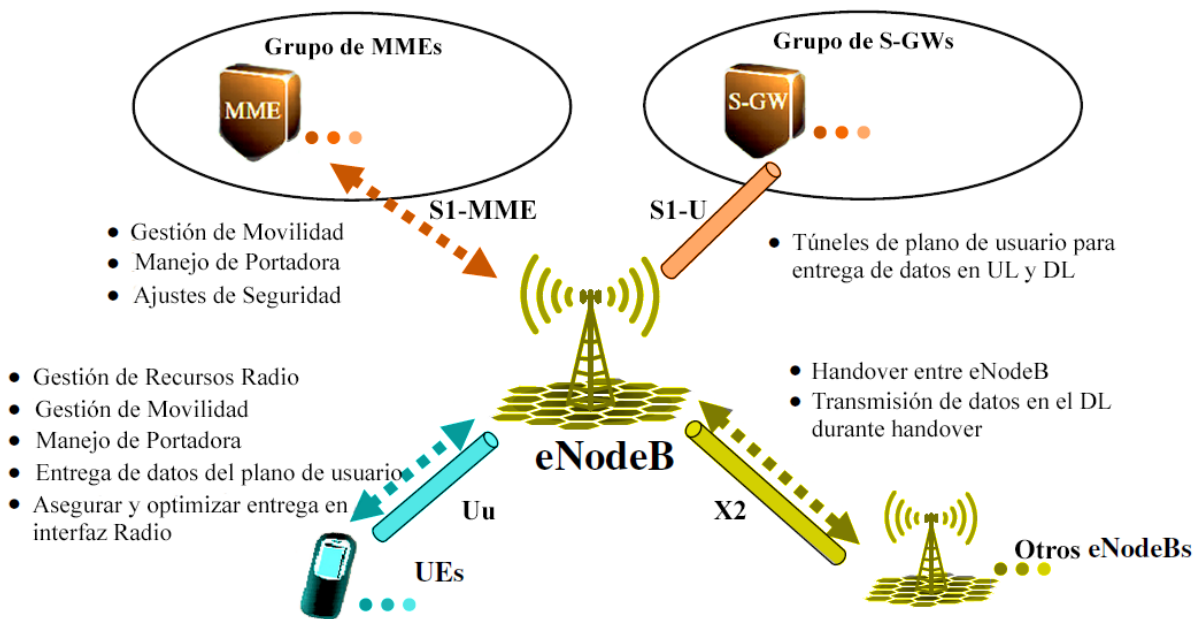 Grupo de MMEs
MME
Grupo de S-GWs
S-GW
S1-MME
S1-U
● Gestión de Movilidad
● Manejo de Portadora
● Ajustes de Seguridad
● Túneles de plano de usuario para
entrega de datos en UL y DL
● Gestión de Recursos Radio
● Gestión de Movilidad
● Manejo de Portadora
● Entrega de datos del plano de usuario
● Asegurar y optimizar entrega en
interfaz Radio
● Handover entre eNodeB
● Transmisión de datos en el DL
durante handover
eNodeB
Uu
X2
UEs
Otros eNodeBs